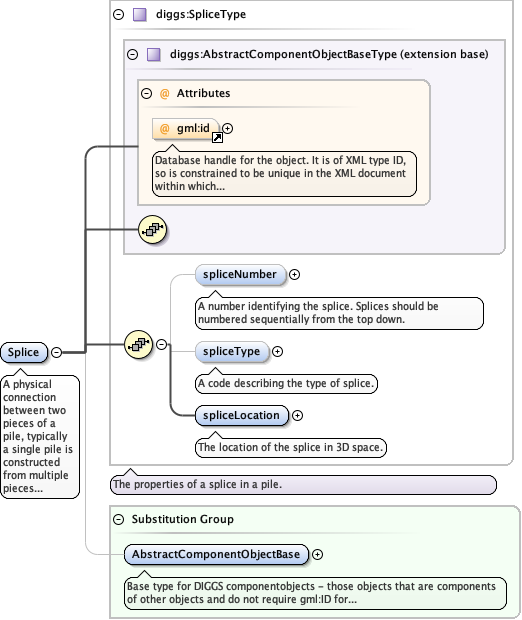 diggs:SpliceType
diggs:AbstractComponentObjectBaseType (extension base)
@ Attributes
@ gml:id
Database handle for the object. It is of XML type ID,
so is constrained to be unique in the XML document
within which...
spliceNumber
A number identifying the splice. Splices should be
numbered sequentially from the top down.
Splice
A physical
connection
between two
pieces of a
pile, typically
a single pile is
constructed
from multiple
pieces...
spliceType
A code describing the type of splice.
spliceLocation
The location of the splice in 3D space.
The properties of a splice in a pile.
Substitution Group
AbstractComponentObjectBase
Base type for DIGGS componentobjects - those objects that are components
of other objects and do not require gml:ID for...